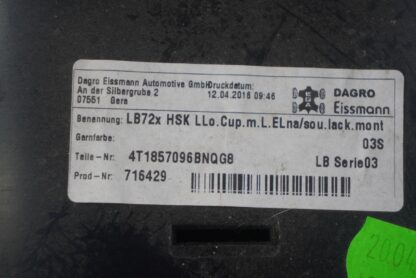 Dagro Eissmann Automotive GmbH Druckdatum:
An der Silbergrube 2 12.04.2016 09:46
07551 Gera
DAGRO
Eissmann
Benennung: LB72x HSK LLo.Cup.m.L.ELna/sou.lack.mont
Garnfarbe: 03S
Teile-Nr: 4T1857096BNQG8 LB Serie03
Prod-Nr: 716429